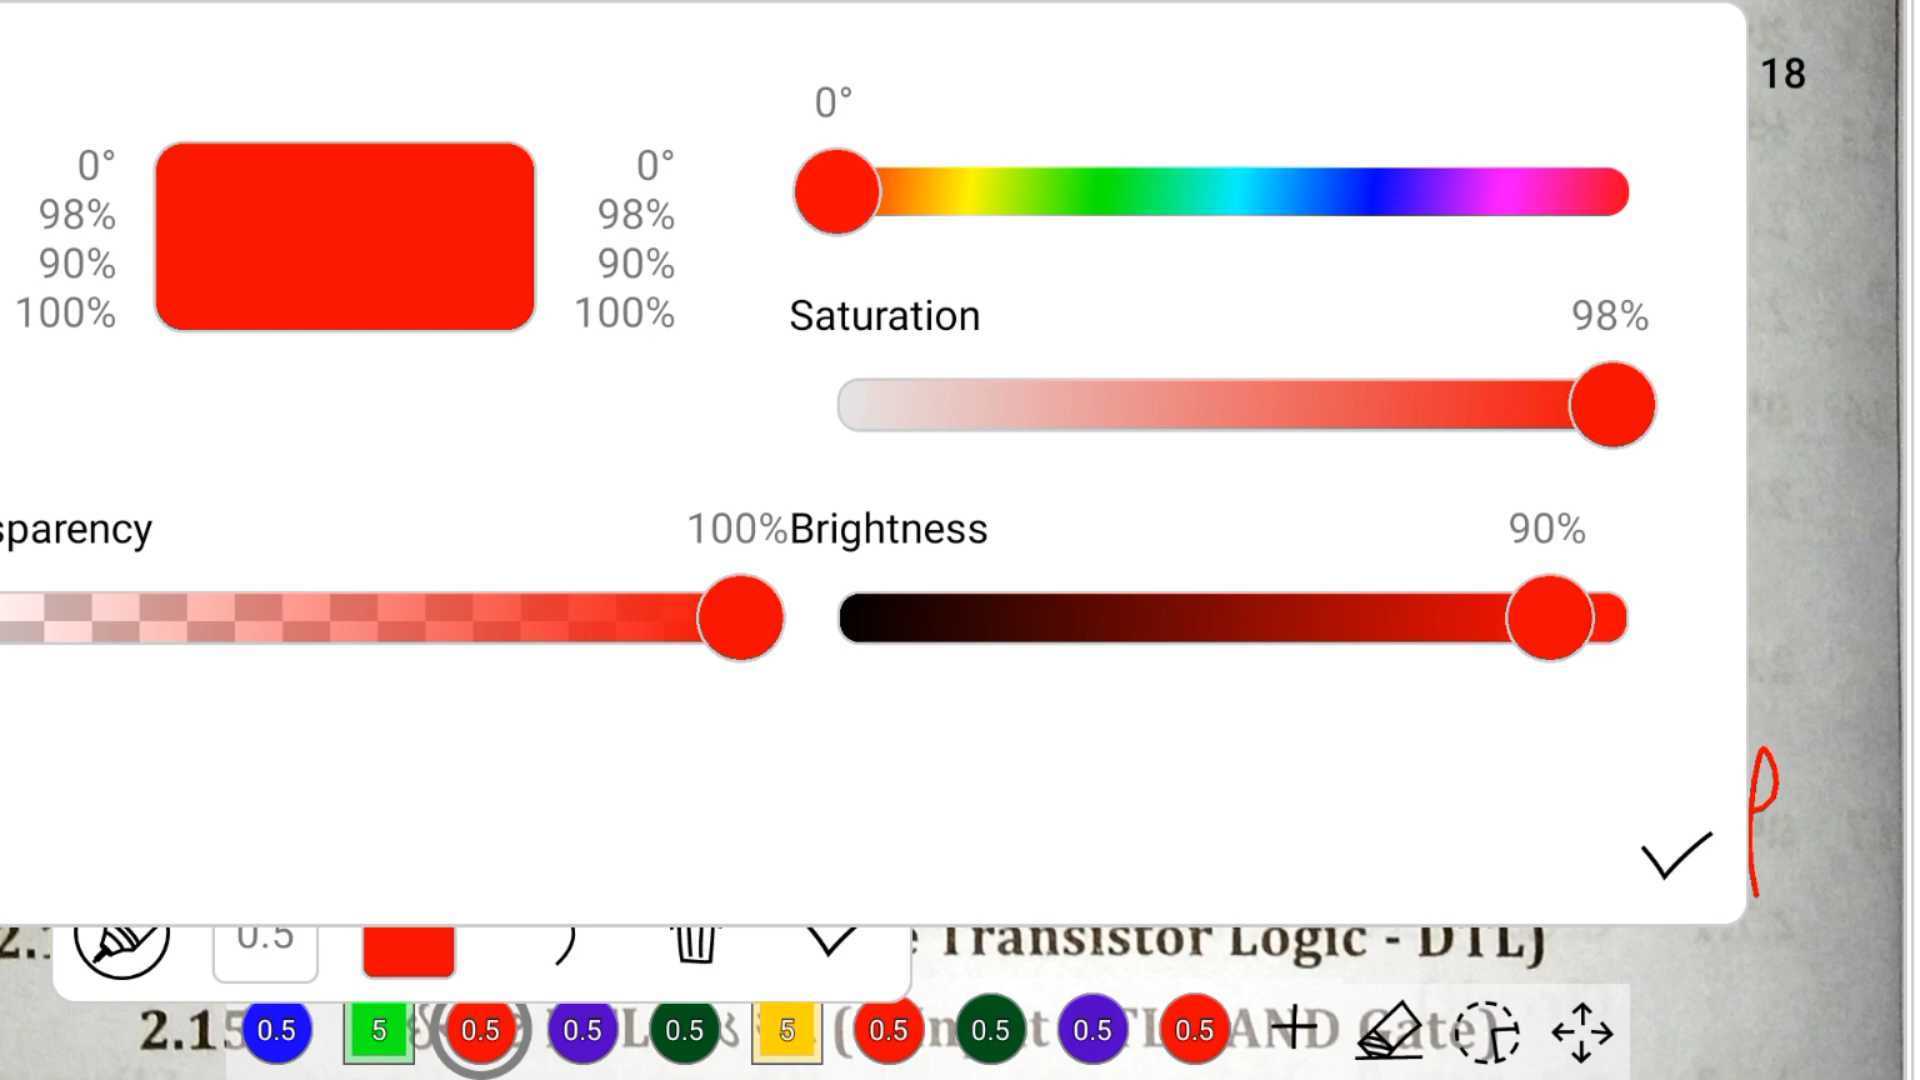 18
0°
0° 0°
98% 98%
90% 90%
100% 100%
Saturation 98%
sparency 100% Brightness 90%
0.5
Transistor Logic - DTL)
2.15
0.5 5 0.5 0.5 0.5 5 0.5 0.5 0.5 0.5